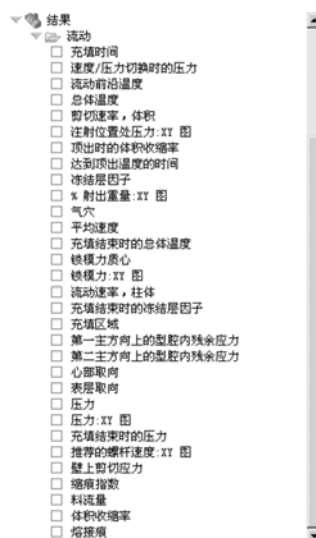 结果
流动
充填时间
速度/压力切换时的压力
流动前沿温度
总体温度
剪切速率，体积
注射位置处压力:XY 图
顶出时的体积收缩率
达到顶出温度的时间
冻结层因子
% 射出重量:XY 图
气穴
平均速度
充填结束时的总体温度
锁模力质心
锁模力:XY 图
流动速率，柱体
充填结束时的冻结层因子
充填区域
第一主方向上的型腔内残余应力
第二主方向上的型腔内残余应力
心部取向
表层取向
压力
压力:XY 图
充填结束时的压力
推荐的螺杆速度:XY 图
壁上剪切应力
缩痕指数
料流量
体积收缩率
熔接痕